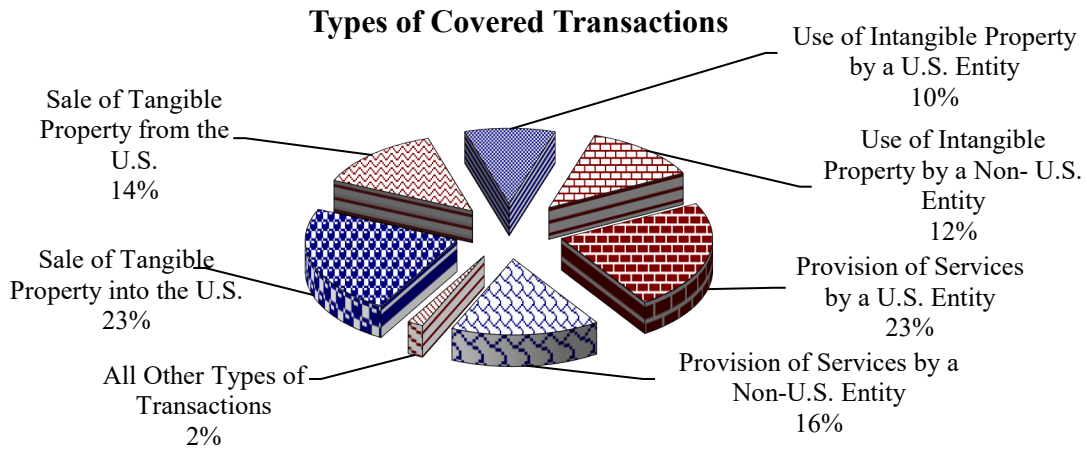 Types of Covered Transactions
Use of Intangible Property
by a U.S. Entity
10%
Use of Intangible
Property by a Non- U.S.
Entity
12%
Provision of Services
by a U.S. Entity
23%
Provision of Services by a
Non-U.S. Entity
16%
All Other Types of
Transactions
2%
Sale of Tangible
Property into the U.S.
23%
Sale of Tangible
Property from the
U.S.
14%